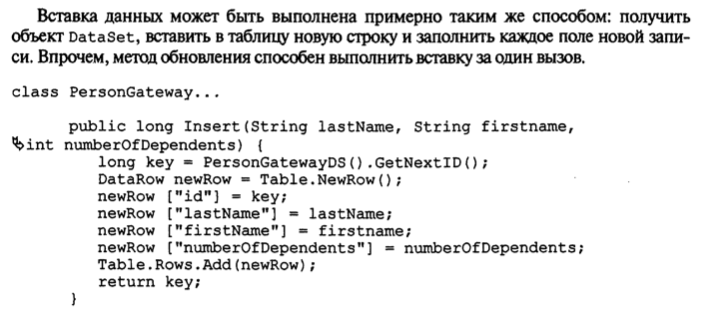 Вставка данных может быть выполнена примерно таким же способом: получить
объект DataSet, вставить в таблицу новую строку и заполнить каждое поле новой запи-
си. Впрочем, метод обновления способен выполнить вставку за один вызов.
class PersonGateway...
public long Insert(String lastName, String firstname,
↳int numberOfDependents) {
long key = PersonGatewayDS().GetNextID();
DataRow newRow = Table.NewRow();
newRow ["id"] = key;
newRow ["lastName"] = lastName;
newRow ["firstName"] = firstname;
newRow ["numberOfDependents"] = numberOfDependents;
Table.Rows.Add(newRow);
return key;
}